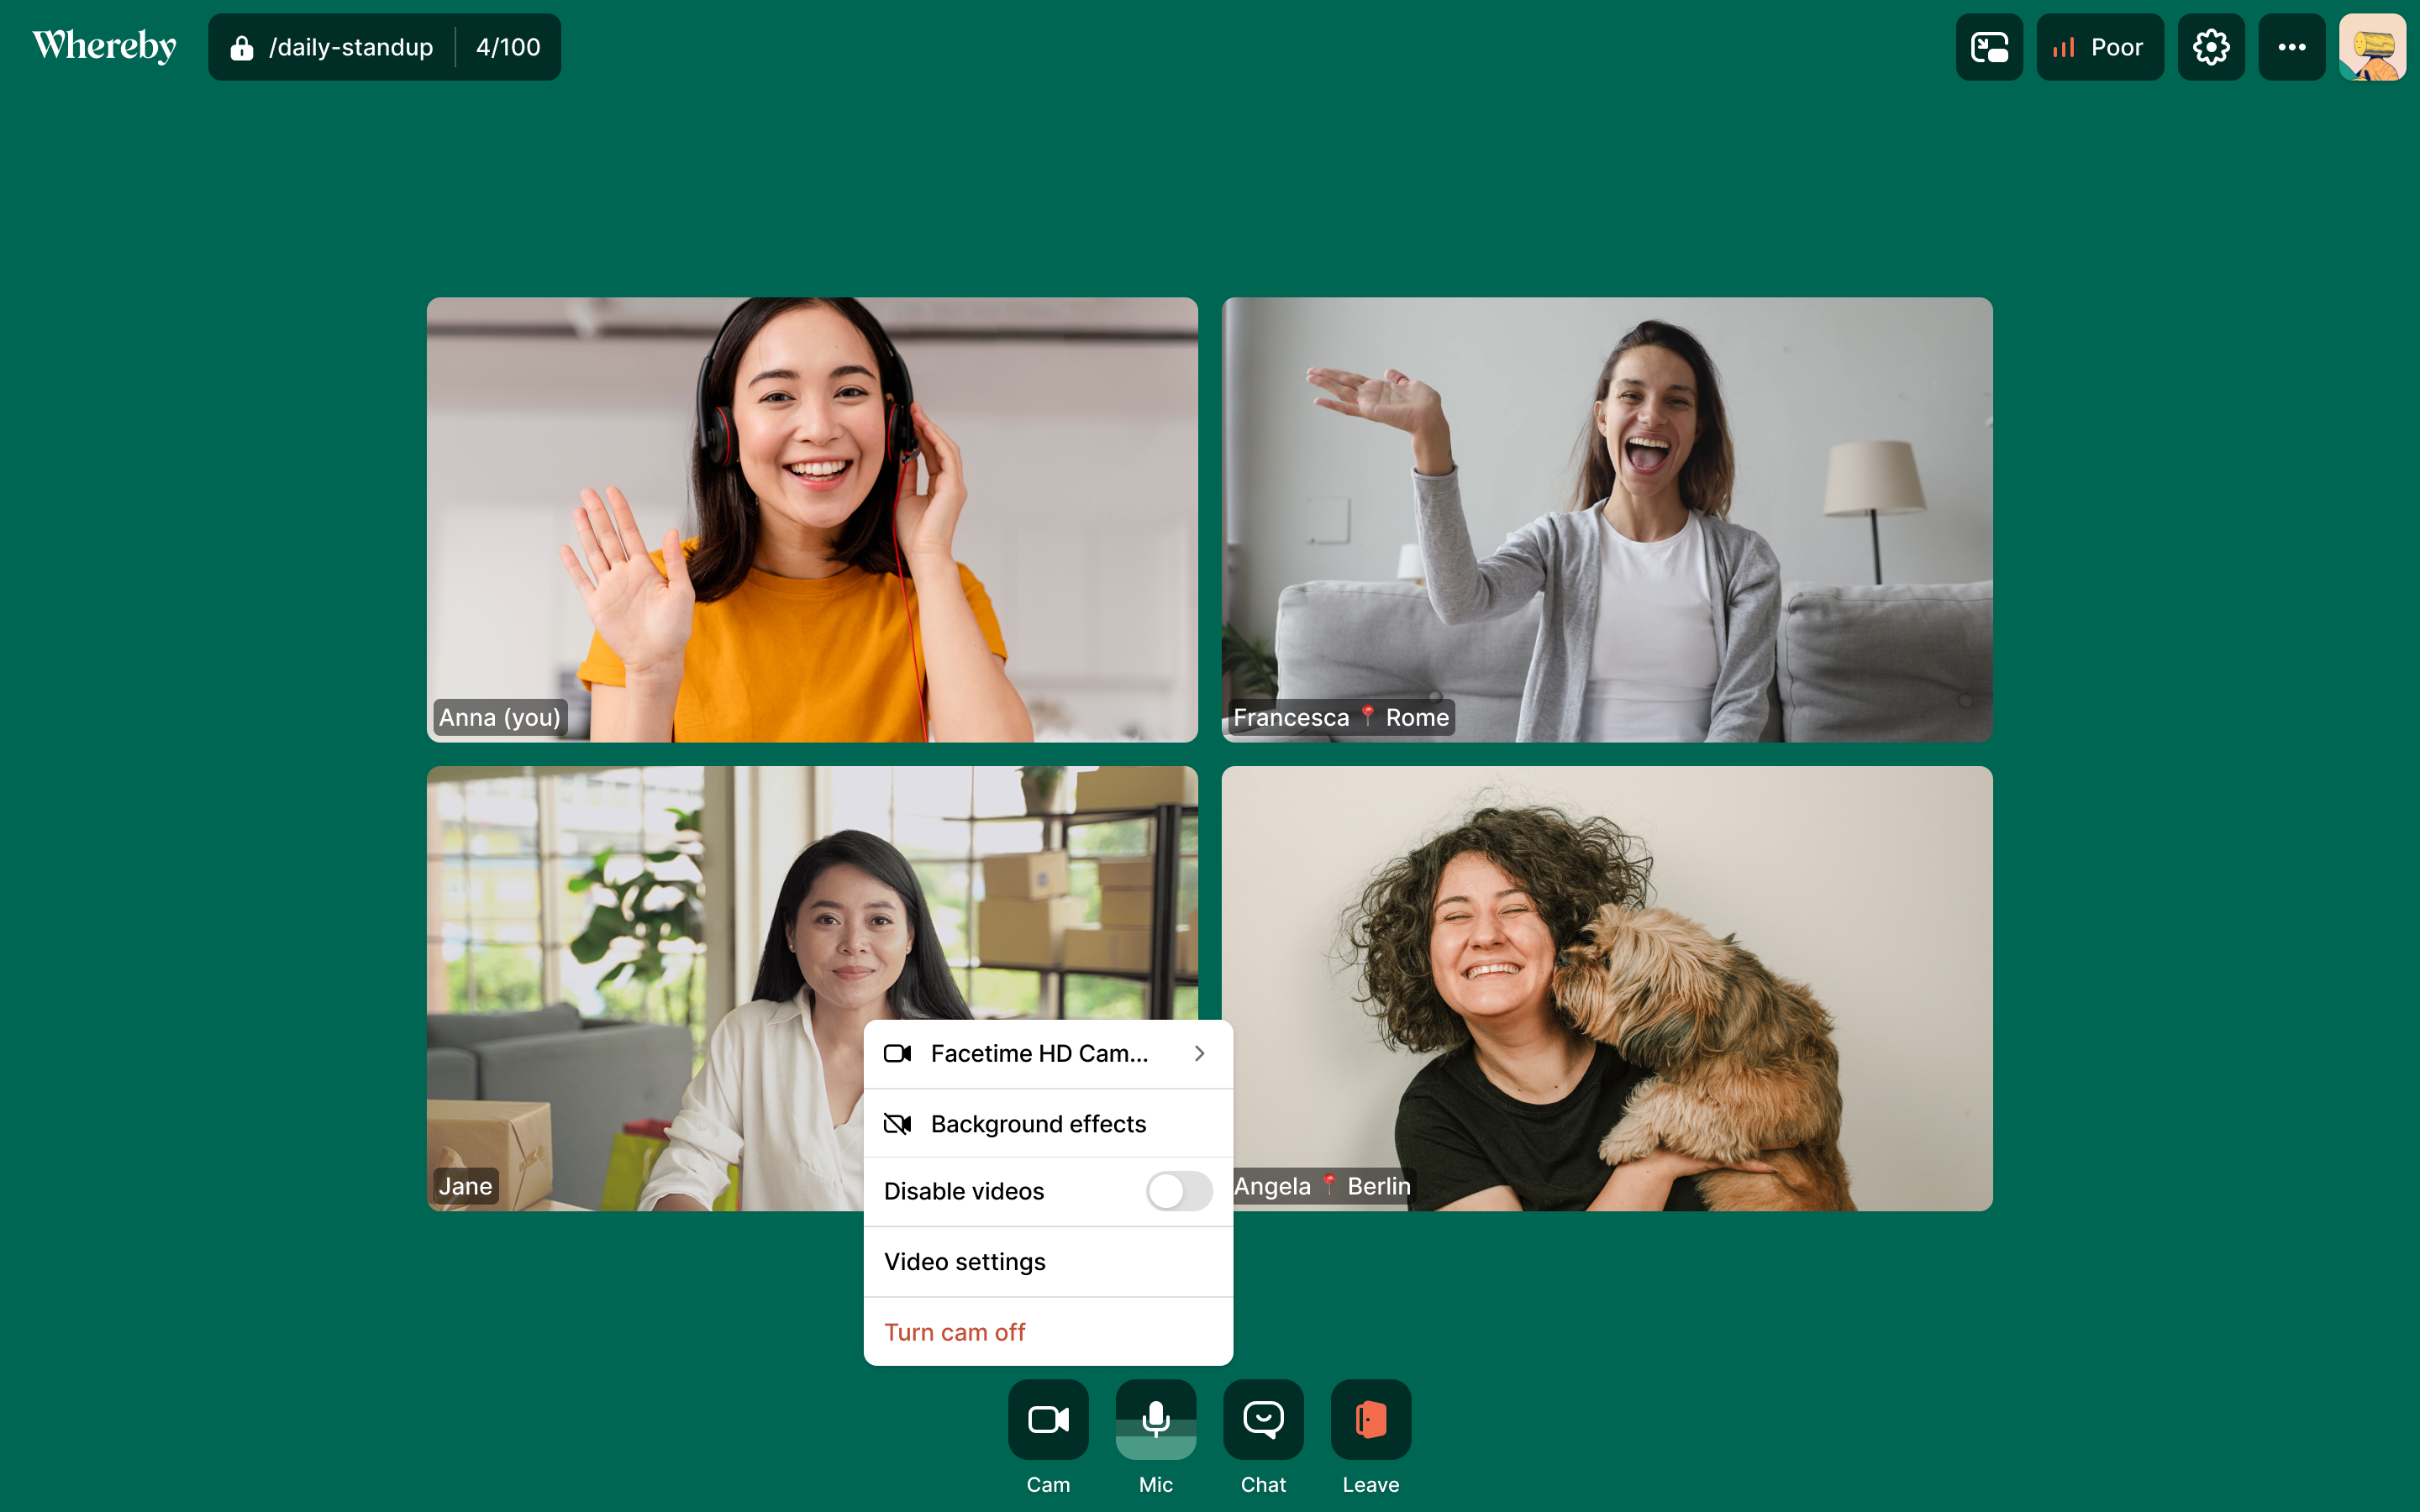 Whereby
/daily-standup 4/100
Poor
Anna (you)
Francesca📍Rome
Jane
Angela📍Berlin
Facetime HD Cam...
Background effects
Disable videos
Video settings
Turn cam off
Cam Mic Chat Leave